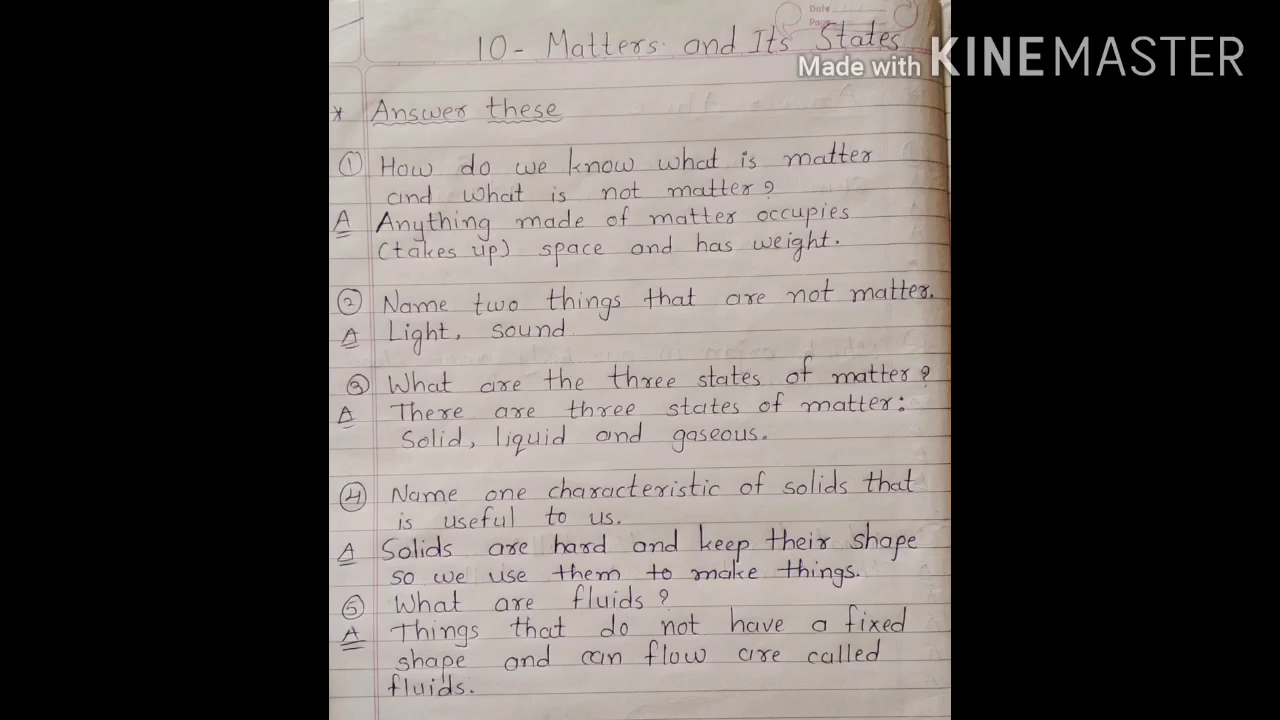 Date
Page
10- Matters and Its States
Made with KINEMASTER
* Answer these
① How do we know what is matter
and what is not matter?
A Anything made of matter occupies
(takes up) space and has weight.
② Name two things that are not matter.
A Light, sound
③ What are the three states of matter?
A There are three states of matter:
solid, liquid and gaseous.
④ Name one characteristic of solids that
is useful to us.
A Solids are hard and keep their shape
so we use them to make things.
⑤ What are fluids?
A Things that do not have a fixed
shape and can flow are called
fluids.